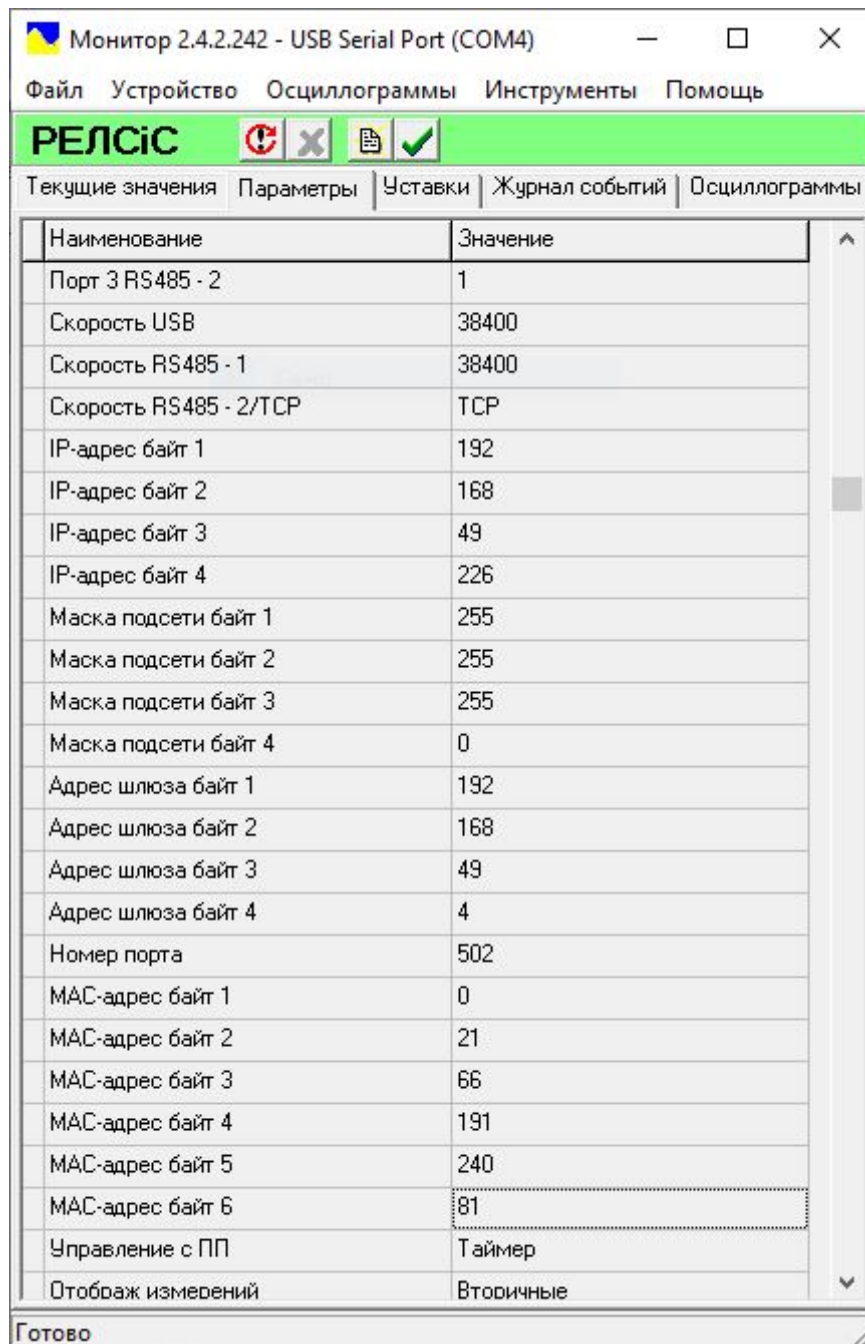 Монитор 2.4.2.242 - USB Serial Port (COM4)
Файл Устройство Осциллограммы Инструменты Помощь
РЕЛСіС
Текущие значения Параметры Уставки Журнал событий Осциллограммы
Наименование Значение
Порт 3 RS485 - 2 1
Скорость USB 38400
Скорость RS485 - 1 38400
Скорость RS485 - 2/TCP TCP
IP-адрес байт 1 192
IP-адрес байт 2 168
IP-адрес байт 3 49
IP-адрес байт 4 226
Маска подсети байт 1 255
Маска подсети байт 2 255
Маска подсети байт 3 255
Маска подсети байт 4 0
Адрес шлюза байт 1 192
Адрес шлюза байт 2 168
Адрес шлюза байт 3 49
Адрес шлюза байт 4 4
Номер порта 502
MAC-адрес байт 1 0
MAC-адрес байт 2 21
MAC-адрес байт 3 66
MAC-адрес байт 4 191
MAC-адрес байт 5 240
MAC-адрес байт 6 81
Управление с ПП Таймер
Отображ измерений Вторичные
Готово